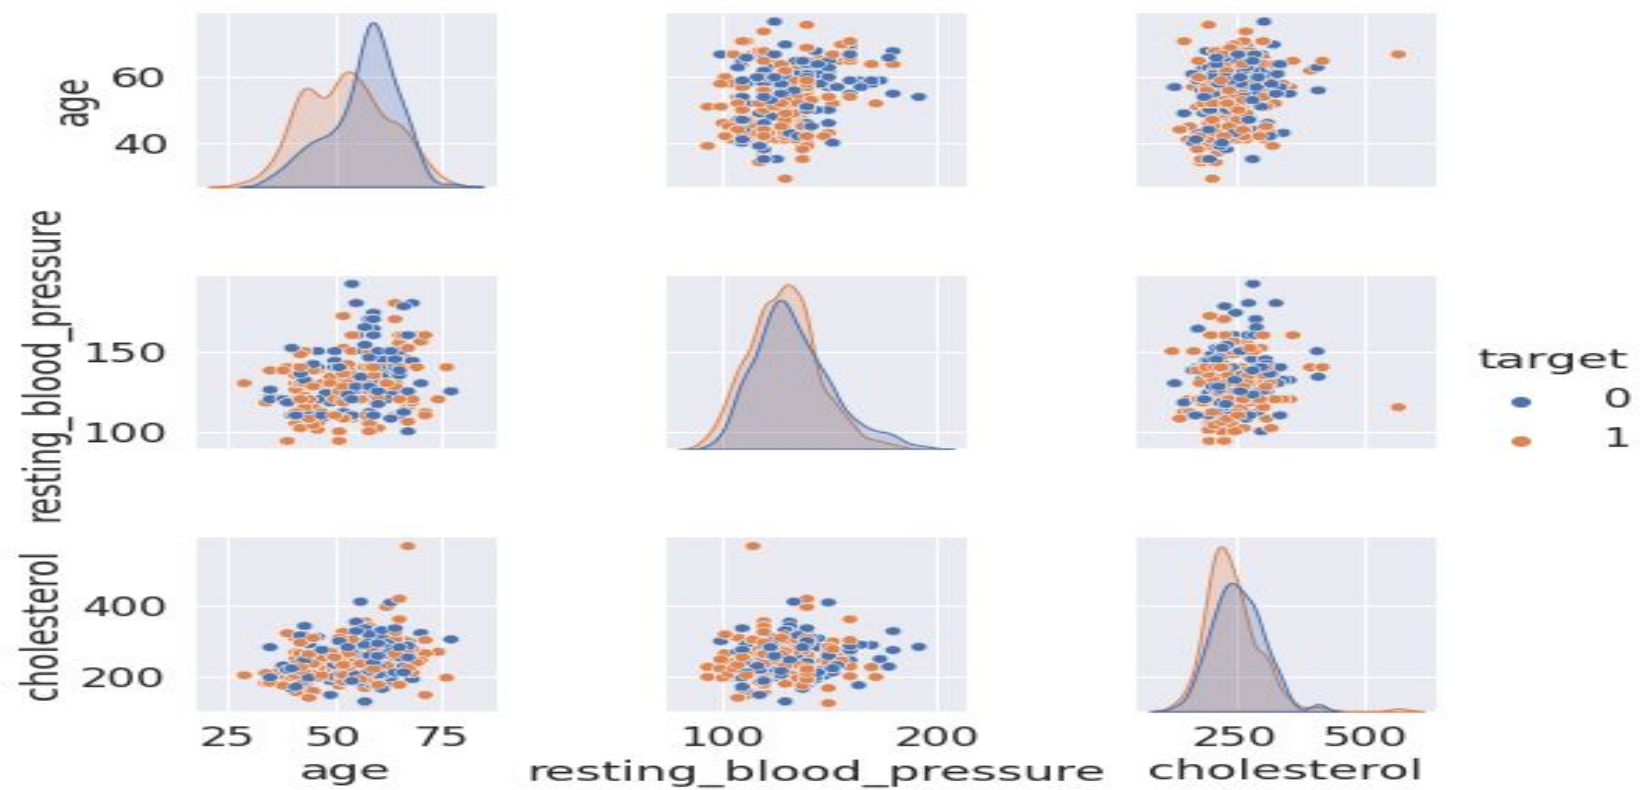 age
60
40
resting_blood_pressure
150
100
target
0
1
cholesterol
400
200
25 50 75
100 200
250 500
age
resting_blood_pressure
cholesterol